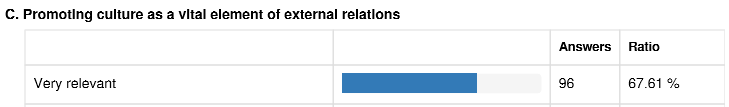 C. Promoting culture as a vital element of external relations
Answers Ratio
Very relevant 96 67.61 %